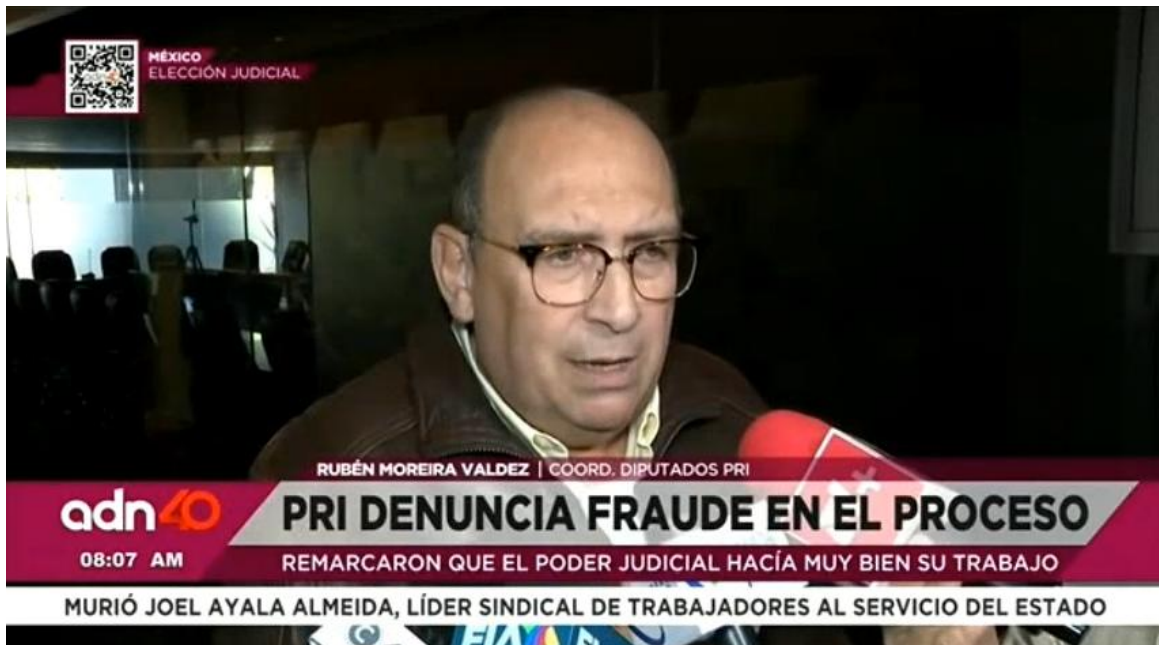 MÉXICO
ELECCIÓN JUDICIAL
RUBÉN MOREIRA VALDEZ | COORD. DIPUTADOS PRI
adn40
PRI DENUNCIA FRAUDE EN EL PROCESO
08:07 AM
REMARCARON QUE EL PODER JUDICIAL HACÍA MUY BIEN SU TRABAJO
MURIÓ JOEL AYALA ALMEIDA, LÍDER SINDICAL DE TRABAJADORES AL SERVICIO DEL ESTADO